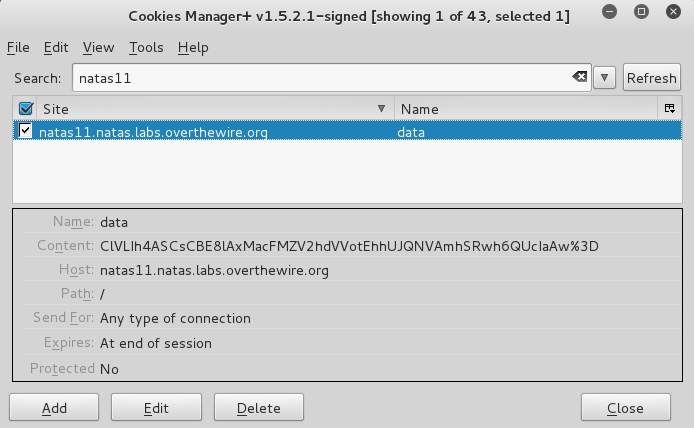 Cookies Manager+ v1.5.2.1-signed [showing 1 of 43, selected 1]
File Edit View Tools Help
Search: natas11 Refresh
Site Name
natas11.natas.labs.overthewire.org data
Name: data
Content: ClVLIh4ASCsCBE8lAxMacFMZV2hdVVotEhhUJQNVAmhSRwh6QUcIaAw%3D
Host: natas11.natas.labs.overthewire.org
Path: /
Send For: Any type of connection
Expires: At end of session
Protected No
Add Edit Delete Close